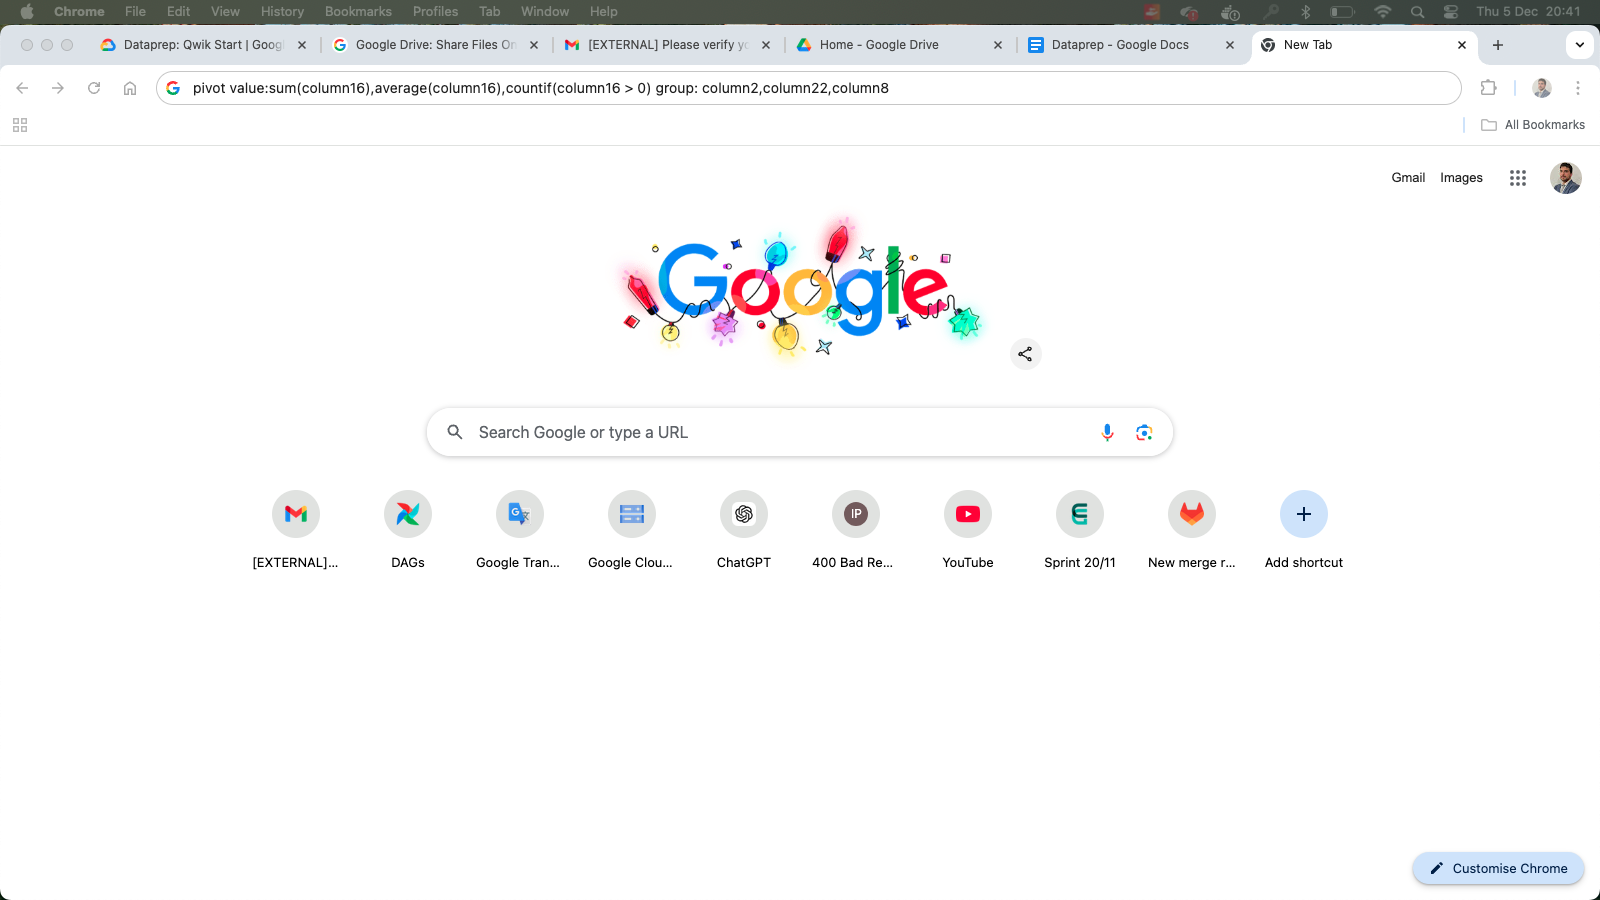 Chrome File Edit View History Bookmarks Profiles Tab Window Help Thu 5 Dec 20:41
Dataprep: Qwik Start | Goog Google Drive: Share Files On [EXTERNAL] Please verify yo Home - Google Drive Dataprep - Google Docs New Tab
pivot value:sum(column16),average(column16),countif(column16 > 0) group: column2,column22,column8
All Bookmarks
Gmail Images
Google
Search Google or type a URL
IP
[EXTERNAL]... DAGs Google Tran... Google Clou... ChatGPT 400 Bad Re... YouTube Sprint 20/11 New merge r... Add shortcut
Customise Chrome